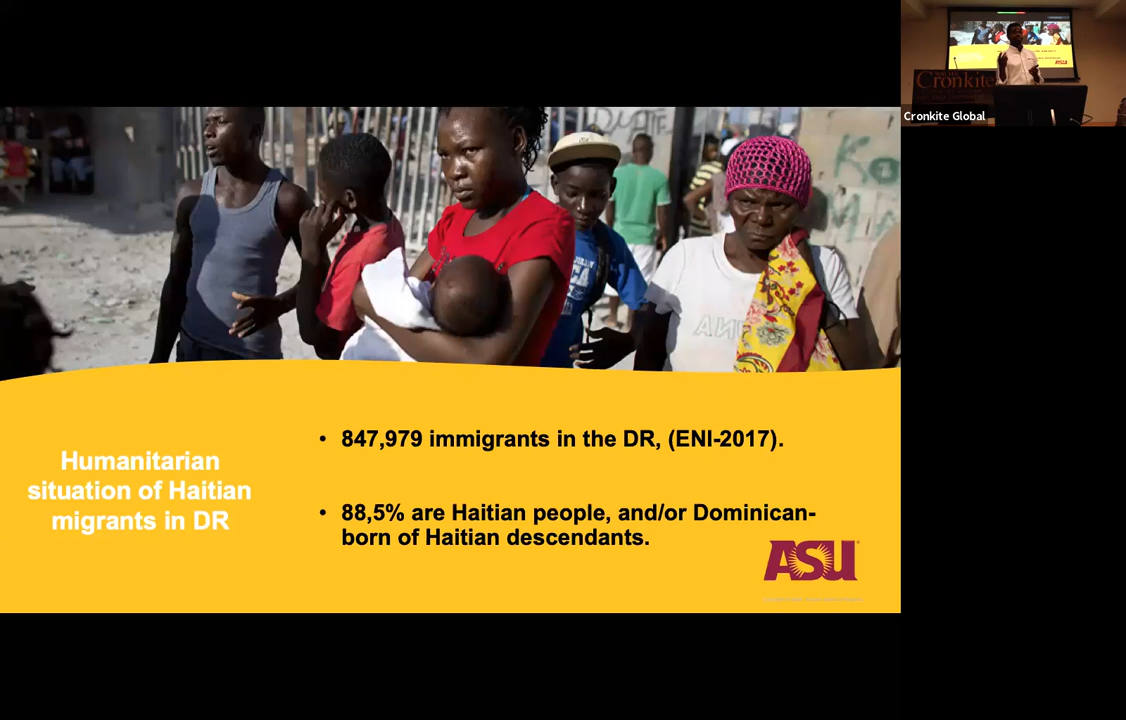 Cronkite
Cronkite Global
Humanitarian
situation of Haitian
migrants in DR
• 847,979 immigrants in the DR, (ENI-2017).
• 88,5% are Haitian people, and/or Dominican-
born of Haitian descendants.
ASU